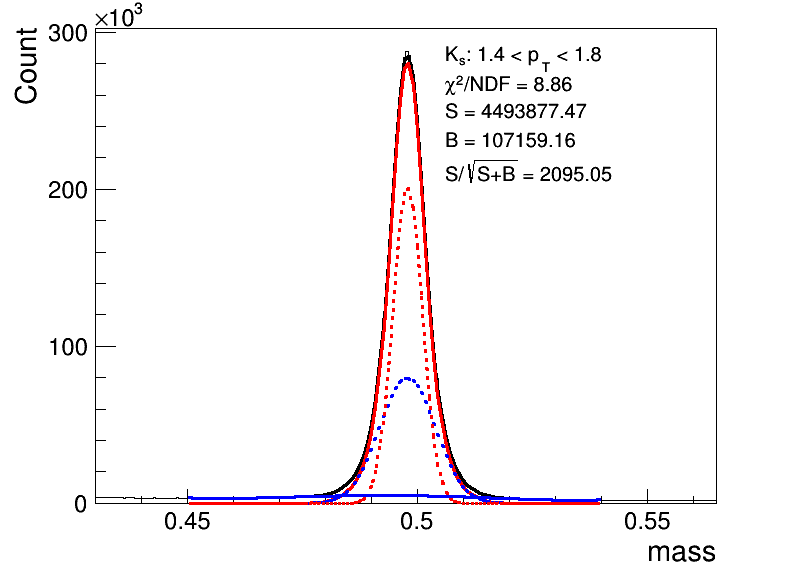 ×10³
300
200
100
0
Count
K_s: 1.4 < p_T < 1.8
χ²/NDF = 8.86
S = 4493877.47
B = 107159.16
S/√S+B = 2095.05
0.45 0.5 0.55
mass